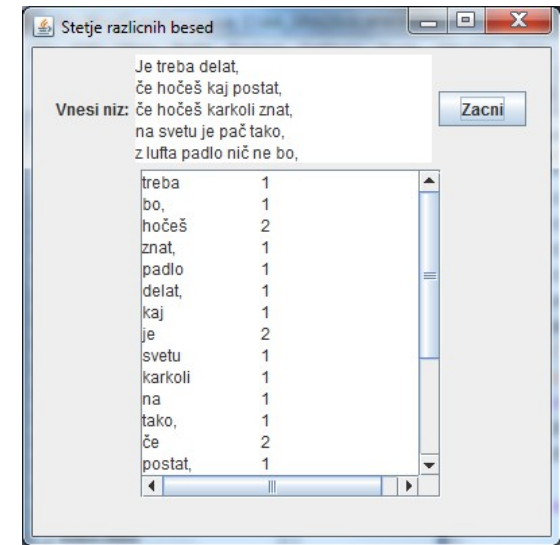 Stetje razlicnih besed
Je treba delat,
če hočeš kaj postat,
Vnesi niz: če hočeš karkoli znat, Zacni
na svetu je pač tako,
z lufta padlo nič ne bo,
treba 1
bo, 1
hočeš 2
znat, 1
padlo 1
delat, 1
kaj 1
je 2
svetu 1
karkoli 1
na 1
tako, 1
če 2
postat, 1